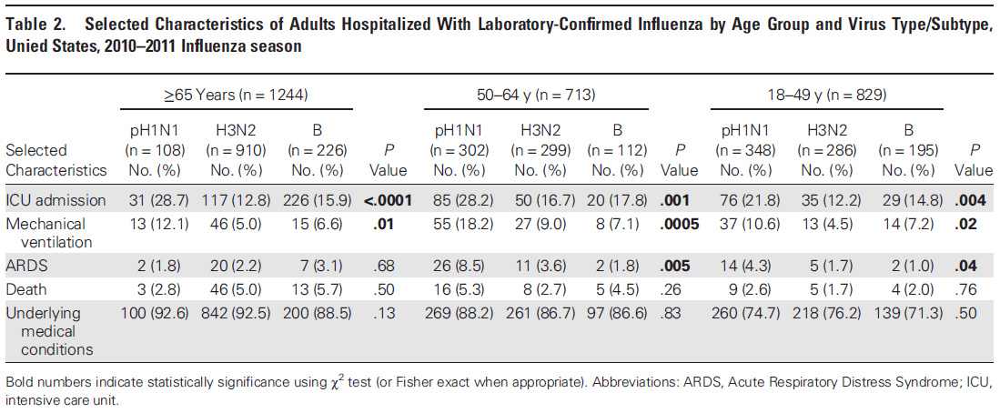 Table 2. Selected Characteristics of Adults Hospitalized With Laboratory-Confirmed Influenza by Age Group and Virus Type/Subtype,
Unied States, 2010–2011 Influenza season
≥65 Years (n = 1244) 50–64 y (n = 713) 18–49 y (n = 829)
pH1N1 H3N2 B pH1N1 H3N2 B pH1N1 H3N2 B
Selected (n = 108) (n = 910) (n = 226) P (n = 302) (n = 299) (n = 112) P (n = 348) (n = 286) (n = 195) P
Characteristics No. (%) No. (%) No. (%) Value No. (%) No. (%) No. (%) Value No. (%) No. (%) No. (%) Value
ICU admission 31 (28.7) 117 (12.8) 226 (15.9) <.0001 85 (28.2) 50 (16.7) 20 (17.8) .001 76 (21.8) 35 (12.2) 29 (14.8) .004
Mechanical 13 (12.1) 46 (5.0) 15 (6.6) .01 55 (18.2) 27 (9.0) 8 (7.1) .0005 37 (10.6) 13 (4.5) 14 (7.2) .02
ventilation
ARDS 2 (1.8) 20 (2.2) 7 (3.1) .68 26 (8.5) 11 (3.6) 2 (1.8) .005 14 (4.3) 5 (1.7) 2 (1.0) .04
Death 3 (2.8) 46 (5.0) 13 (5.7) .50 16 (5.3) 8 (2.7) 5 (4.5) .26 9 (2.6) 5 (1.7) 4 (2.0) .76
Underlying 100 (92.6) 842 (92.5) 200 (88.5) .13 269 (88.2) 261 (86.7) 97 (86.6) .83 260 (74.7) 218 (76.2) 139 (71.3) .50
medical
conditions
Bold numbers indicate statistically significance using χ2 test (or Fisher exact when appropriate). Abbreviations: ARDS, Acute Respiratory Distress Syndrome; ICU,
intensive care unit.